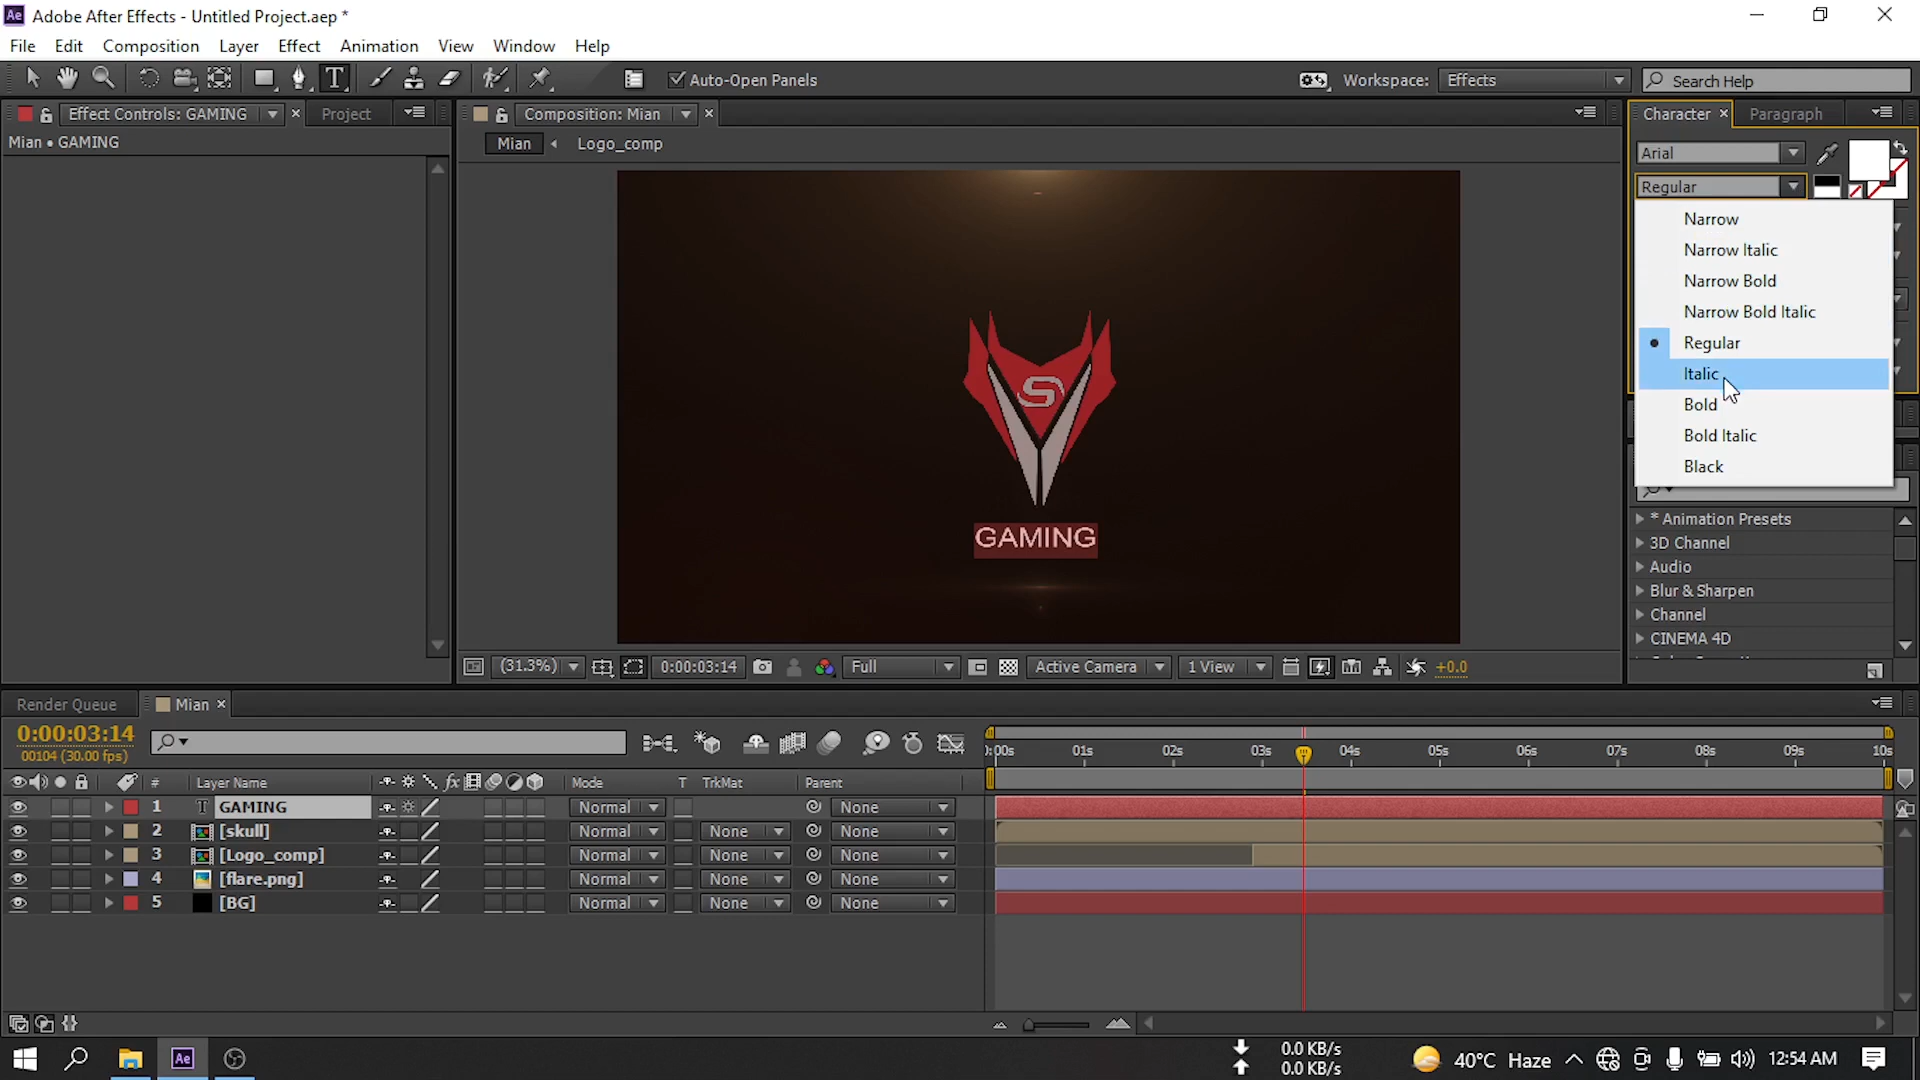 Adobe After Effects - Untitled Project.aep *
File Edit Composition Layer Effect Animation View Window Help
Auto-Open Panels
Workspace: Effects
Search Help
Effect Controls: GAMING
Project
Composition: Mian
Character
Paragraph
Mian • GAMING
Mian
Logo_comp
Arial
Regular
Narrow
Narrow Italic
Narrow Bold
Narrow Bold Italic
Regular
Italic
Bold
Bold Italic
Black
GAMING
* Animation Presets
3D Channel
Audio
Blur & Sharpen
Channel
CINEMA 4D
(31.3%)
0:00:03:14
Full
Active Camera
1 View
+0.0
Render Queue
Mian
0:00:03:14
00104 (30.00 fps)
01s 02s 03s 04s 05s 06s 07s 08s 09s 10s
# Layer Name Mode T TrkMat Parent
1 T GAMING Normal None
2 [skull] Normal None None
3 [Logo_comp] Normal None None
4 [flare.png] Normal None None
5 [BG] Normal None None
0.0 KB/s
0.0 KB/s
40°C Haze
12:54 AM